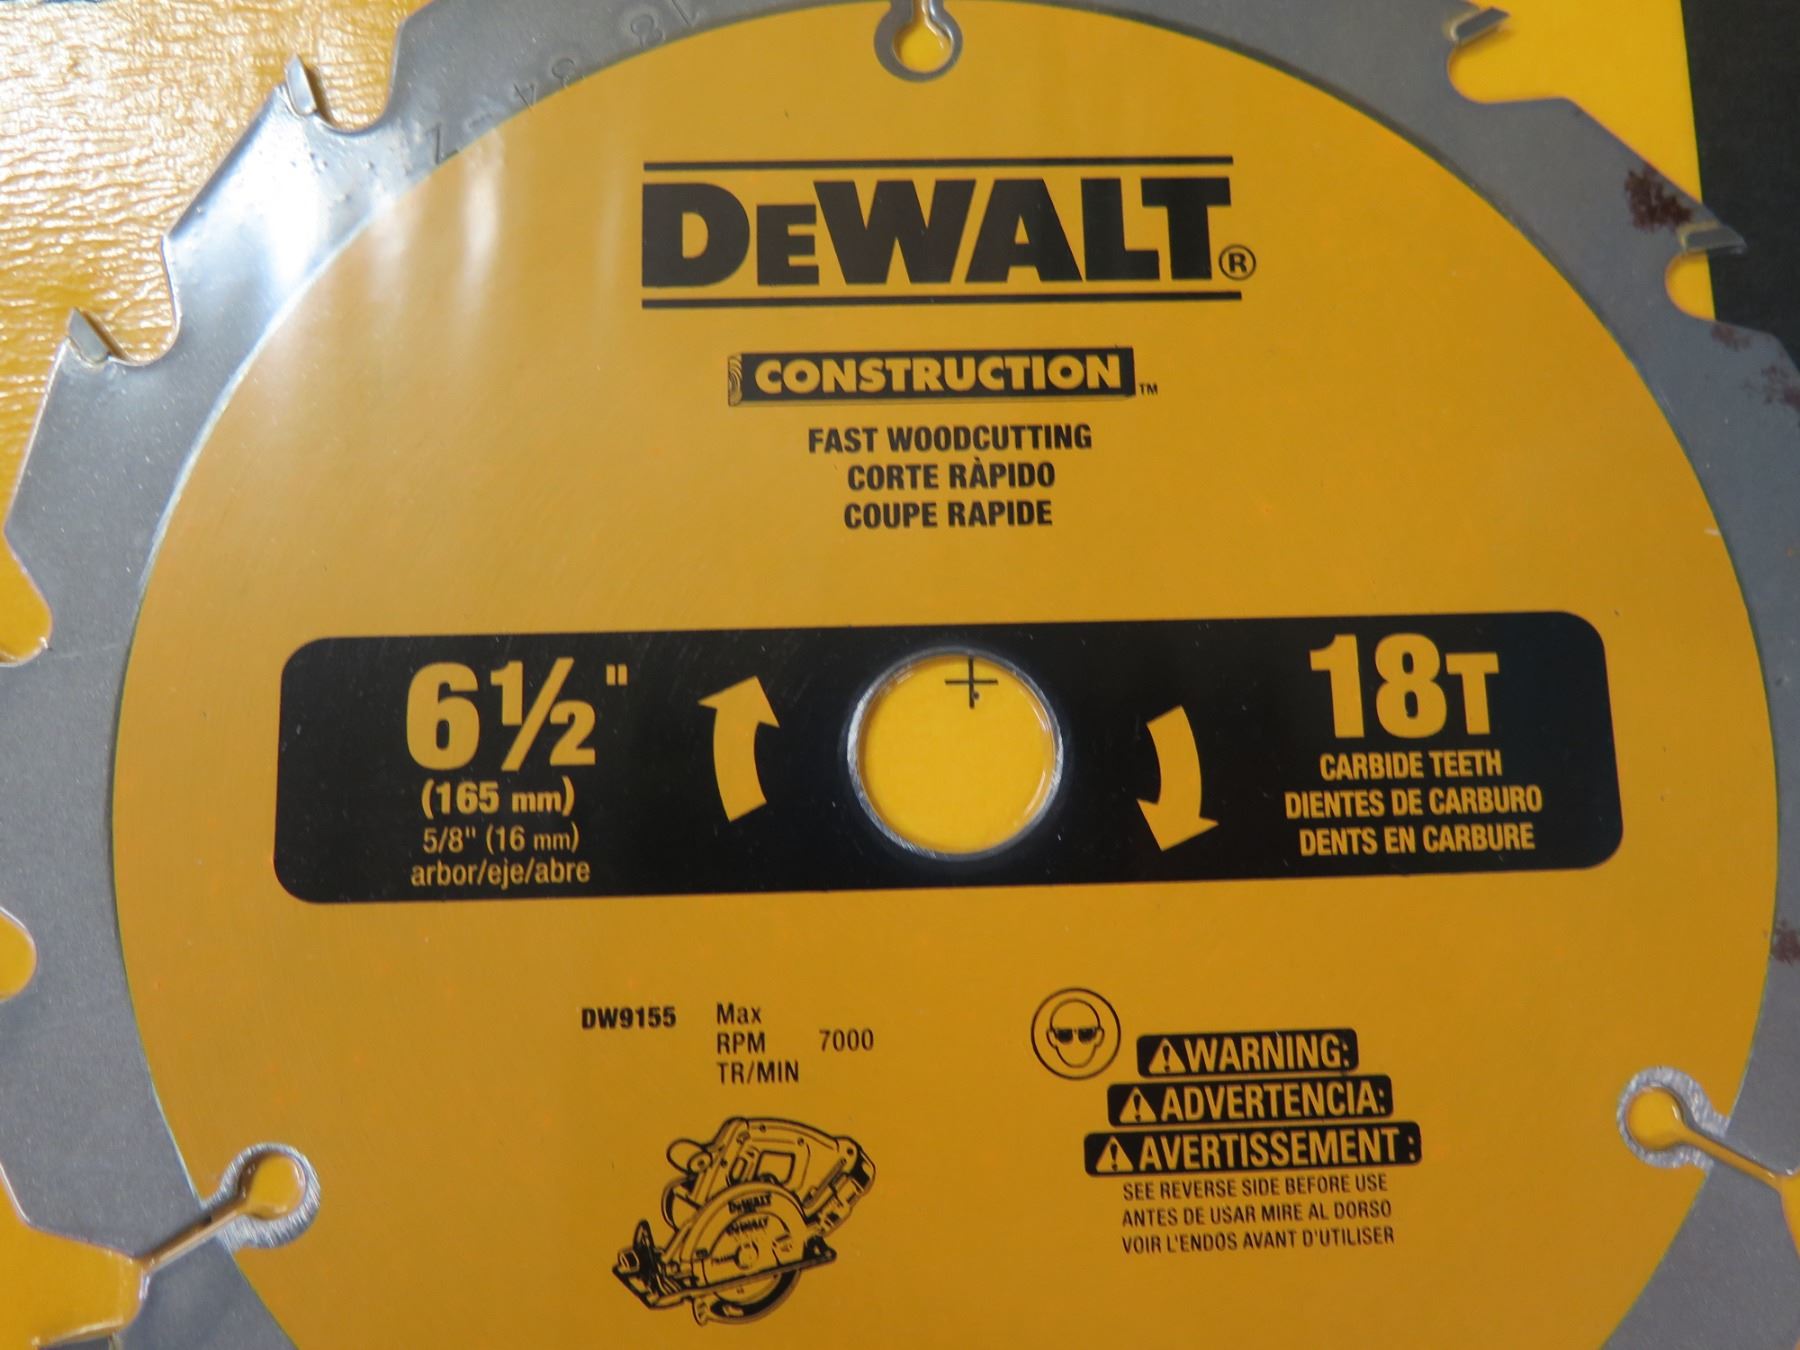 DEWALT®
CONSTRUCTION™
FAST WOODCUTTING
CORTE RÀPIDO
COUPE RAPIDE
6½"
(165 mm)
5/8" (16 mm)
arbor/eje/abre
18T
CARBIDE TEETH
DIENTES DE CARBURO
DENTS EN CARBURE
DW9155
Max
RPM 7000
TR/MIN
WARNING:
ADVERTENCIA:
AVERTISSEMENT :
SEE REVERSE SIDE BEFORE USE
ANTES DE USAR MIRE AL DORSO
VOIR L'ENDOS AVANT D'UTILISER
DEWALT